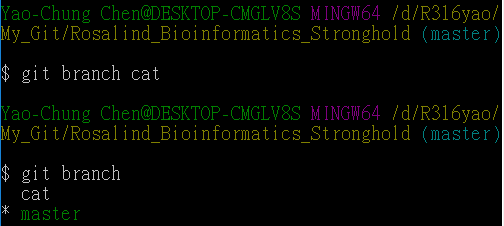 Yao-Chung Chen@DESKTOP-CMGLV8S MINGW64 /d/R316yao/
My_Git/Rosalind_Bioinformatics_Stronghold (master)
$ git branch cat
Yao-Chung Chen@DESKTOP-CMGLV8S MINGW64 /d/R316yao/
My_Git/Rosalind_Bioinformatics_Stronghold (master)
$ git branch
cat
* master